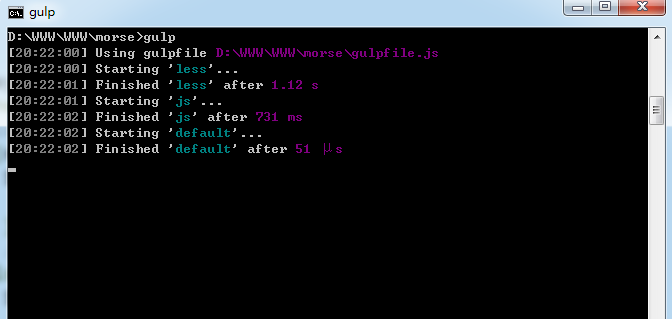 gulp
D:\WWW\WWW\morse>gulp
[20:22:00] Using gulpfile D:\WWW\WWW\morse\gulpfile.js
[20:22:00] Starting 'less'...
[20:22:01] Finished 'less' after 1.12 s
[20:22:01] Starting 'js'...
[20:22:02] Finished 'js' after 731 ms
[20:22:02] Starting 'default'...
[20:22:02] Finished 'default' after 51 μs